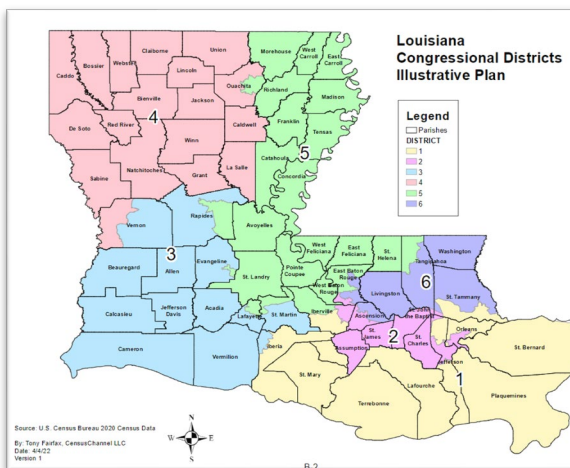 Louisiana
Congressional Districts
Illustrative Plan
Legend
Parishes
DISTRICT
1
2
3
4
5
6
Caddo
Bossier
Webster
Claiborne
Union
Morehouse
West
Carroll
East
Carroll
Lincoln
Ouachita
Richland
Madison
Bienville
Jackson
4
De Soto
Red River
Winn
Caldwell
Franklin
Tensas
Catahoula
5
Sabine
Natchitoches
Grant
La Salle
Concordia
Vernon
Rapides
Avoyelles
3
Beauregard
Allen
Evangeline
St. Landry
Pointe
Coupee
West
Feliciana
East
Feliciana
St.
Helena
Tangipahoa
Washington
East Baton
Rouge
West Baton
Rouge
Livingston
6
St. Tammany
Calcasieu
Jefferson
Davis
Acadia
Lafayette
St. Martin
Iberville
Ascension
St. John
the Baptist
St.
James
2
St.
Charles
Orleans
Cameron
Vermilion
Iberia
Assumption
Jefferson
St. Bernard
St. Mary
Lafourche
1
Terrebonne
Plaquemines
Source: U.S. Census Bureau 2020 Census Data
By: Tony Fairfax, CensusChannel LLC
Date: 4/4/22
Version 1
N
W
E
S
B-2